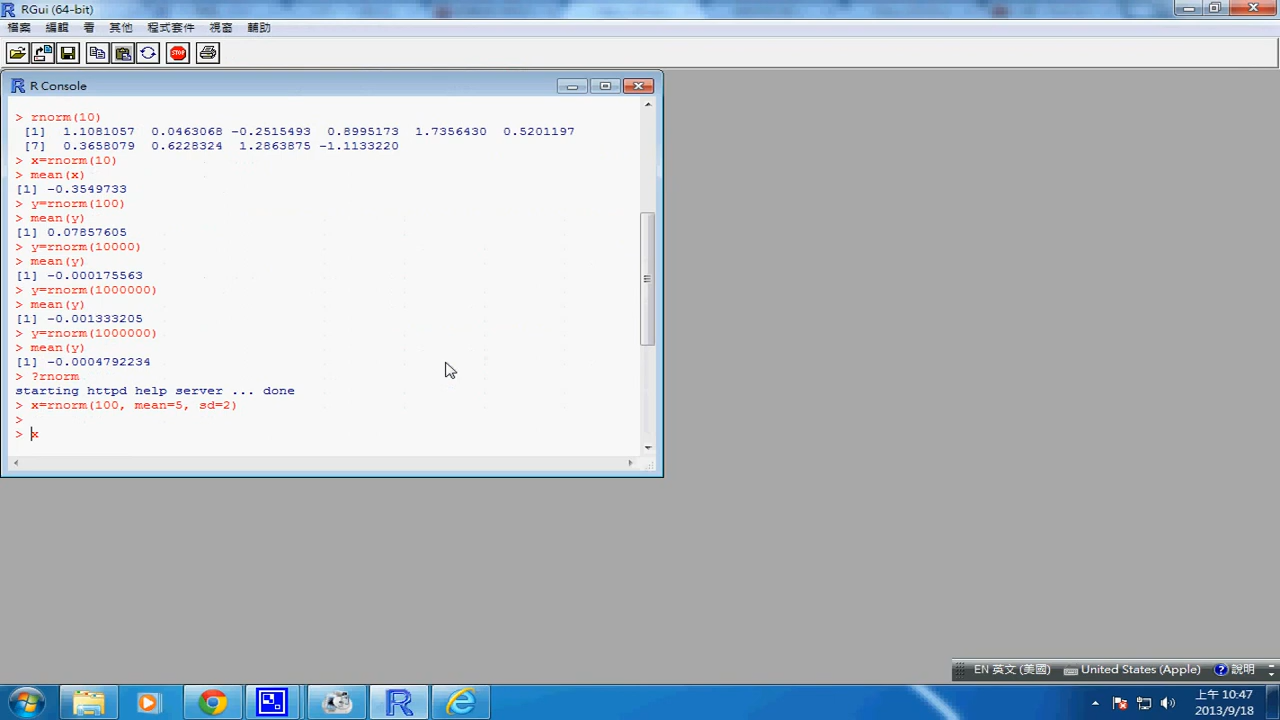 RGui (64-bit)
檔案 編輯 看 其他 程式套件 視窗 輔助
STOP
R Console
> rnorm(10)
[1] 1.1081057 0.0463068 -0.2515493 0.8995173 1.7356430 0.5201197
[7] 0.3658079 0.6228324 1.2863875 -1.1133220
> x=rnorm(10)
> mean(x)
[1] -0.3549733
> y=rnorm(100)
> mean(y)
[1] 0.07857605
> y=rnorm(10000)
> mean(y)
[1] -0.000175563
> y=rnorm(1000000)
> mean(y)
[1] -0.001333205
> y=rnorm(1000000)
> mean(y)
[1] -0.0004792234
> ?rnorm
starting httpd help server ... done
> x=rnorm(100, mean=5, sd=2)
>
> x
EN 英文 (美國) United States (Apple) 說明
上午 10:47
2013/9/18